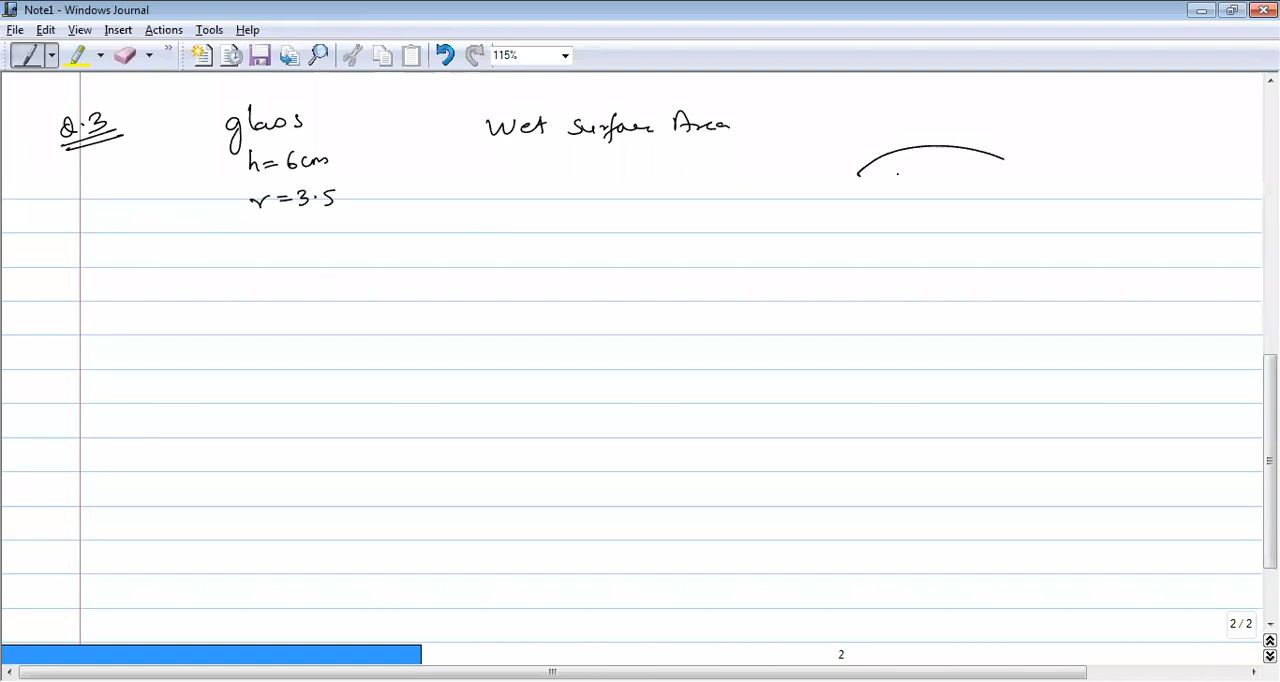 Note1 - Windows Journal
File Edit View Insert Actions Tools Help
115%
Q.3 glass Wet Surface Area
h = 6cm
r = 3.5
2 / 2
2